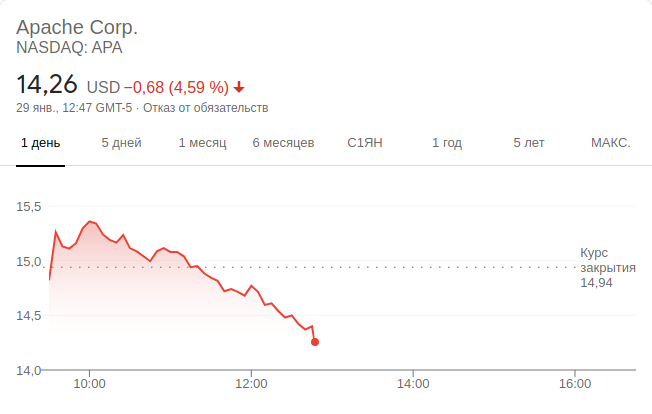 Apache Corp.
NASDAQ: APA
14,26 USD −0,68 (4,59 %)
29 янв., 12:47 GMT-5 · Отказ от обязательств
1 день 5 дней 1 месяц 6 месяцев С1ЯН 1 год 5 лет МАКС.
15,5
15,0
14,5
14,0
Курс
закрытия
14,94
10:00 12:00 14:00 16:00